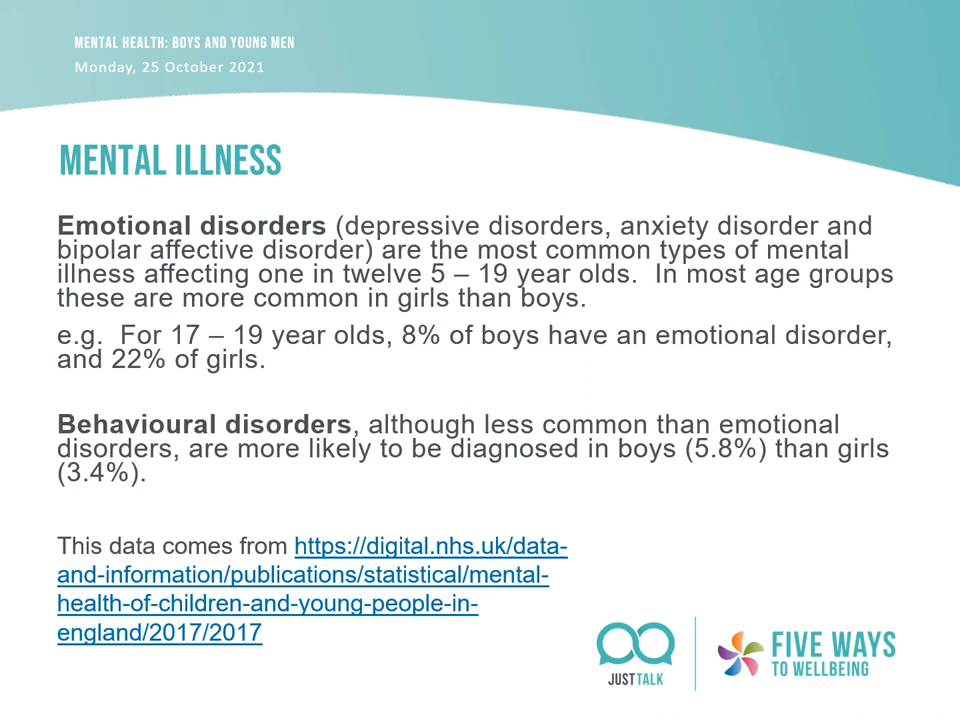 MENTAL HEALTH: BOYS AND YOUNG MEN
Monday, 25 October 2021
MENTAL ILLNESS
Emotional disorders (depressive disorders, anxiety disorder and
bipolar affective disorder) are the most common types of mental
illness affecting one in twelve 5 – 19 year olds.  In most age groups
these are more common in girls than boys.
e.g.  For 17 – 19 year olds, 8% of boys have an emotional disorder,
and 22% of girls.
Behavioural disorders, although less common than emotional
disorders, are more likely to be diagnosed in boys (5.8%) than girls
(3.4%).
This data comes from https://digital.nhs.uk/data-
and-information/publications/statistical/mental-
health-of-children-and-young-people-in-
england/2017/2017
JUST TALK
FIVE WAYS
TO WELLBEING